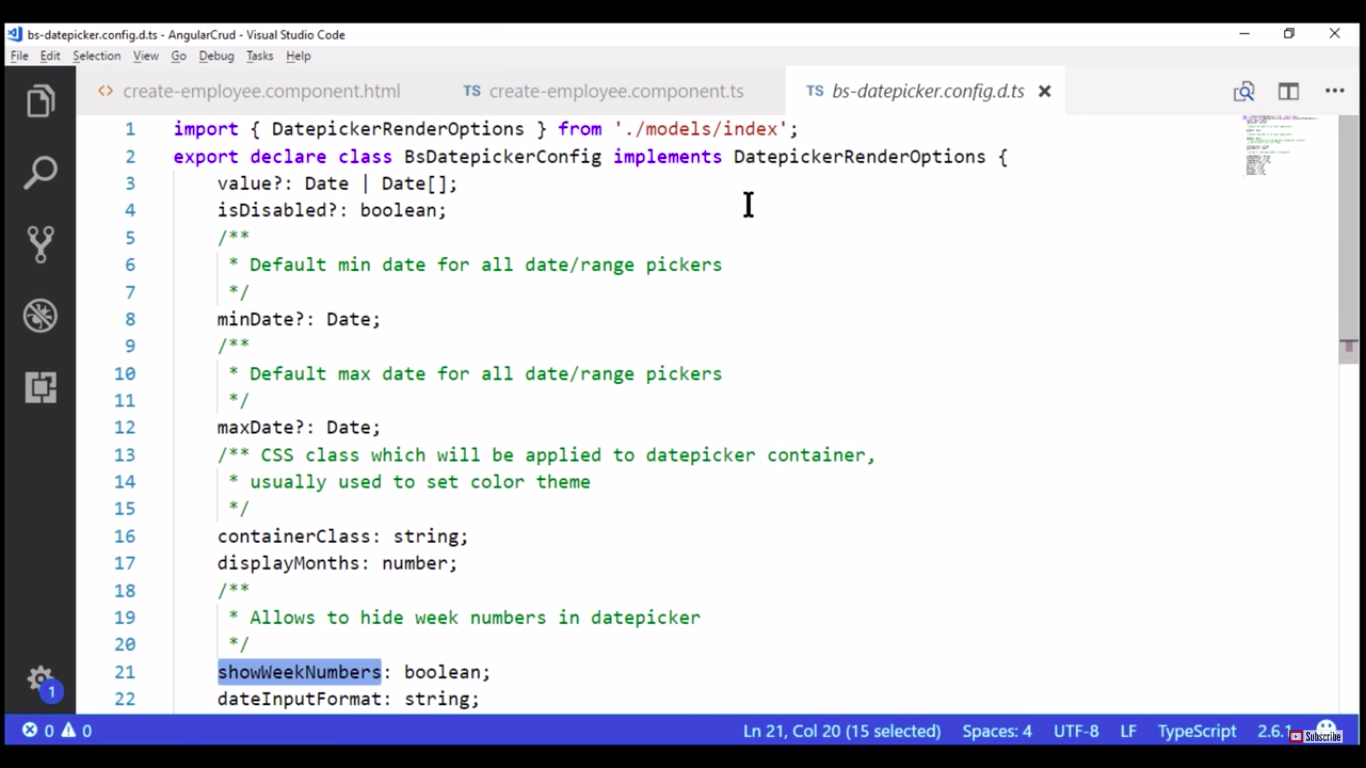 bs-datepicker.config.d.ts - AngularCrud - Visual Studio Code
File Edit Selection View Go Debug Tasks Help
create-employee.component.html TS create-employee.component.ts TS bs-datepicker.config.d.ts
1 import { DatepickerRenderOptions } from './models/index';
2 export declare class BsDatepickerConfig implements DatepickerRenderOptions {
3 value?: Date | Date[];
4 isDisabled?: boolean;
5 /**
6 * Default min date for all date/range pickers
7 */
8 minDate?: Date;
9 /**
10 * Default max date for all date/range pickers
11 */
12 maxDate?: Date;
13 /** CSS class which will be applied to datepicker container,
14 * usually used to set color theme
15 */
16 containerClass: string;
17 displayMonths: number;
18 /**
19 * Allows to hide week numbers in datepicker
20 */
21 showWeekNumbers: boolean;
22 dateInputFormat: string;
1
0 0 Ln 21, Col 20 (15 selected) Spaces: 4 UTF-8 LF TypeScript 2.6.1
Subscribe